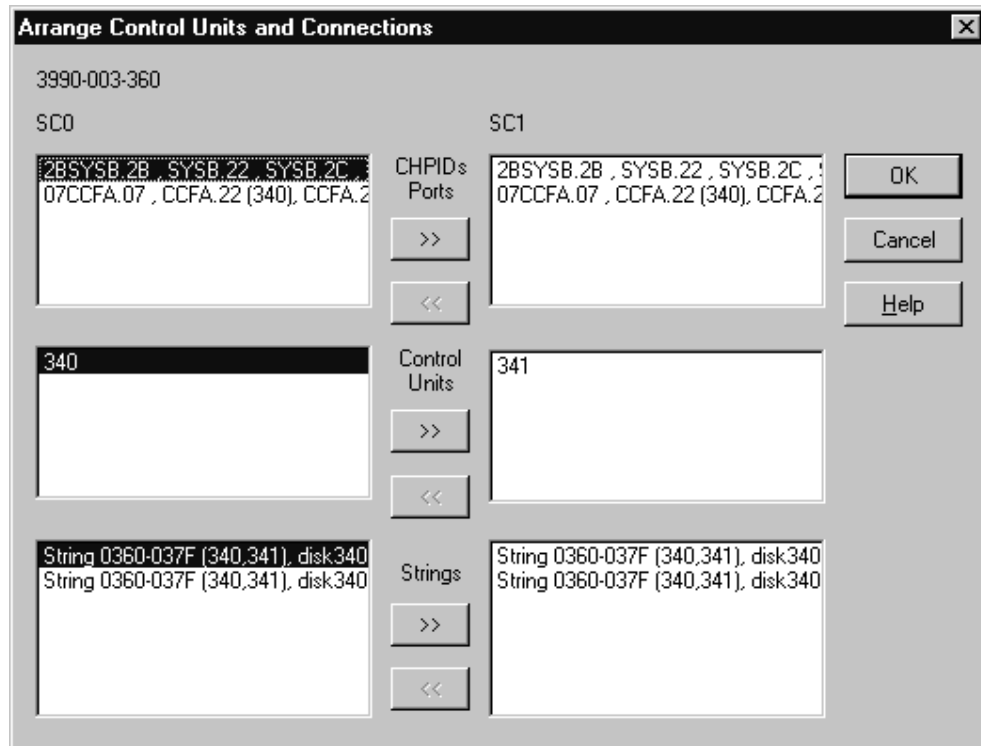 Arrange Control Units and Connections
3990-003-360
SC0
SC1
2BSYSB.2B , SYSB.22 , SYSB.2C ,
07CCFA.07 , CCFA.22 (340), CCFA.2
CHPIDs
Ports
>>
<<
2BSYSB.2B , SYSB.22 , SYSB.2C ,
07CCFA.07 , CCFA.22 (340), CCFA.2
OK
Cancel
Help
340
Control
Units
>>
<<
341
String 0360-037F (340,341), disk340
String 0360-037F (340,341), disk340
Strings
>>
<<
String 0360-037F (340,341), disk340
String 0360-037F (340,341), disk340